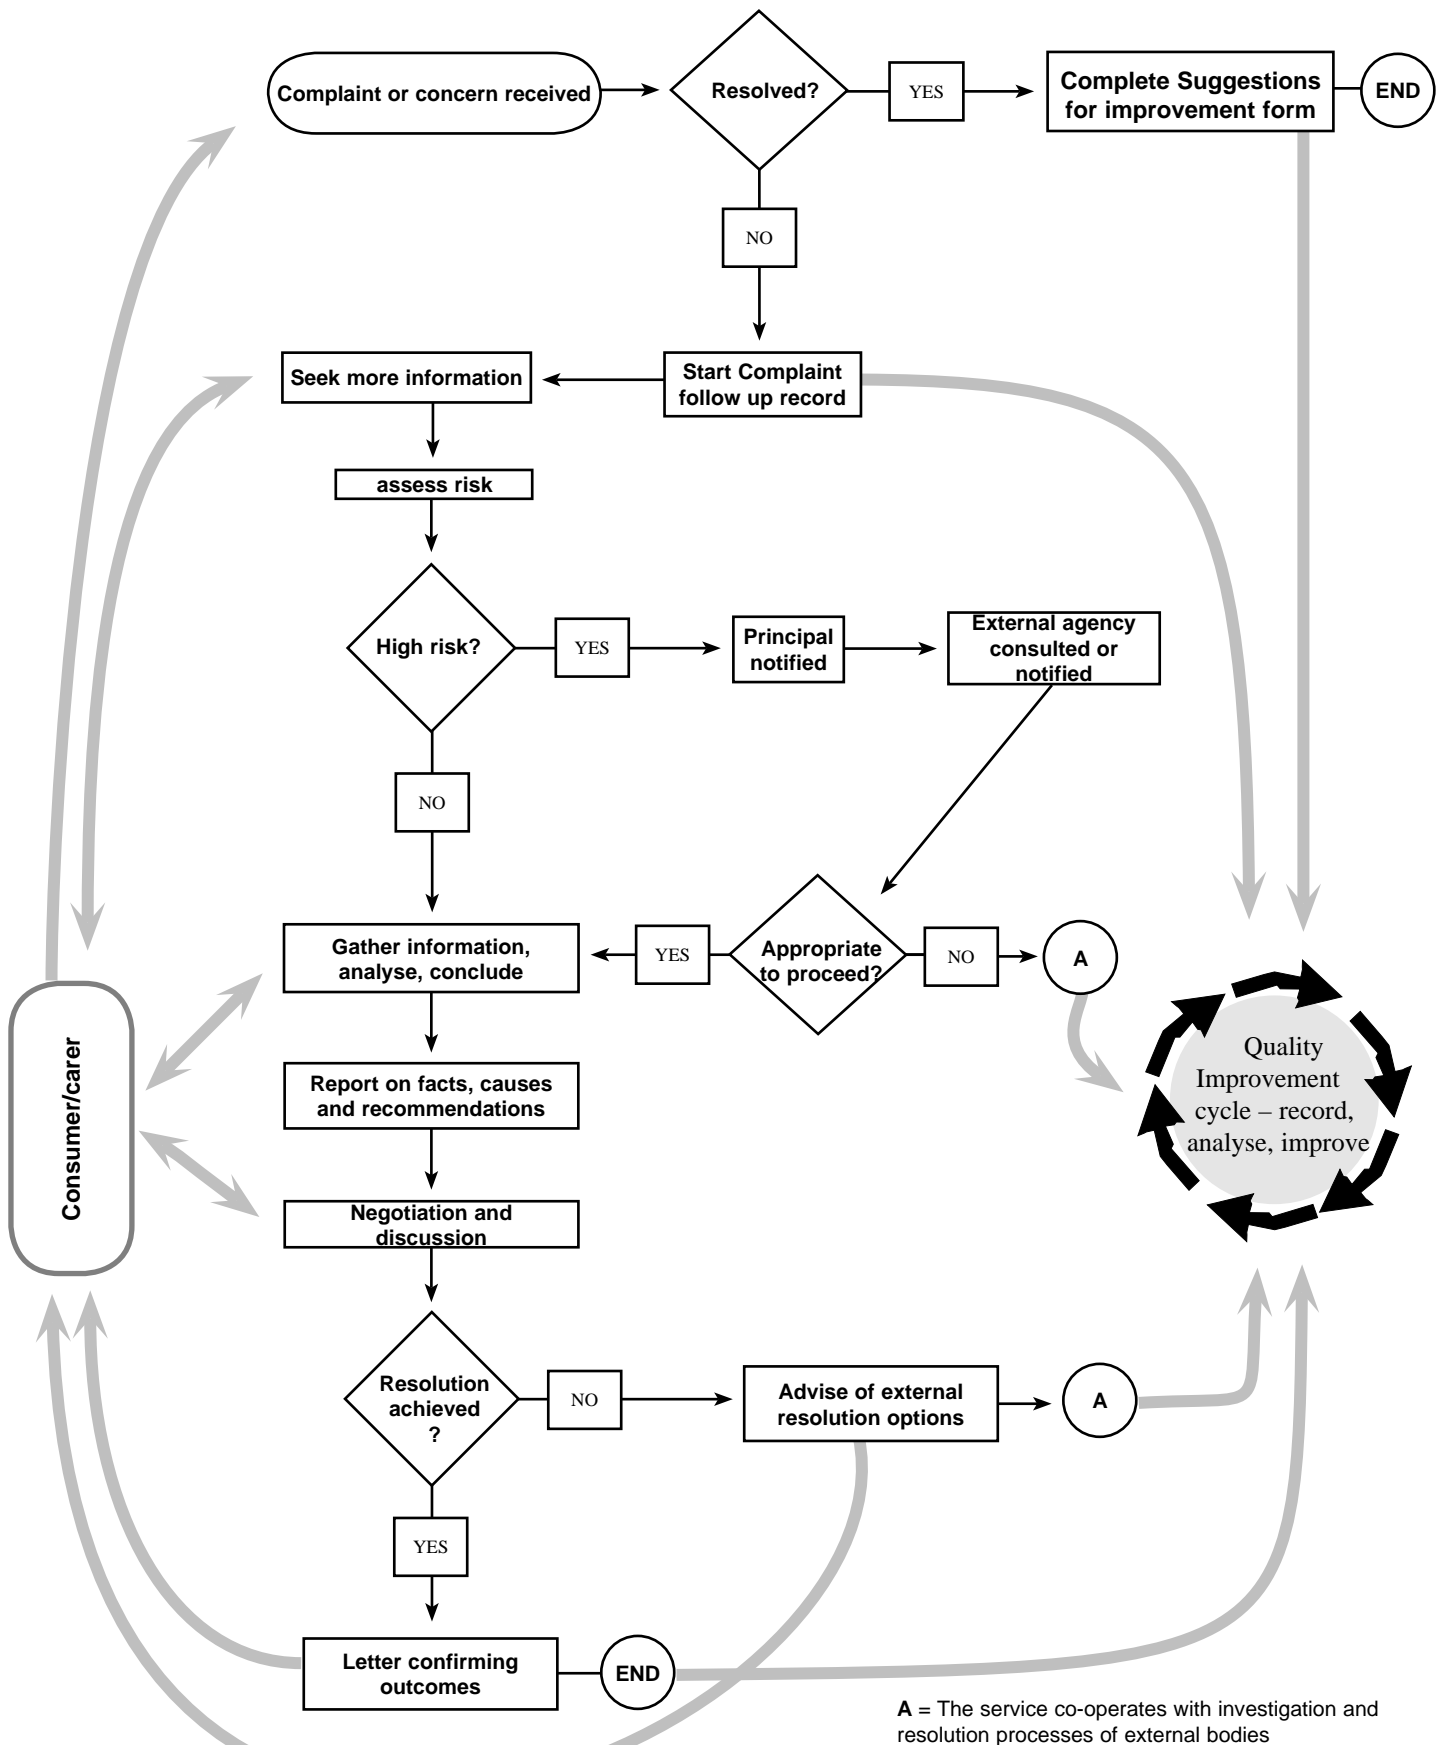 Complaint or concern received
Resolved?
YES
Complete Suggestions
for improvement form
END
NO
Seek more information
Start Complaint
follow up record
assess risk
High risk?
YES
Principal
notified
External agency
consulted or
notified
NO
Gather information,
analyse, conclude
YES
Appropriate
to proceed?
NO
A
Consumer/carer
Quality
Improvement
cycle – record,
analyse, improve
Report on facts, causes
and recommendations
Negotiation and
discussion
Resolution
achieved
?
NO
Advise of external
resolution options
A
YES
Letter confirming
outcomes
END
A = The service co-operates with investigation and
resolution processes of external bodies